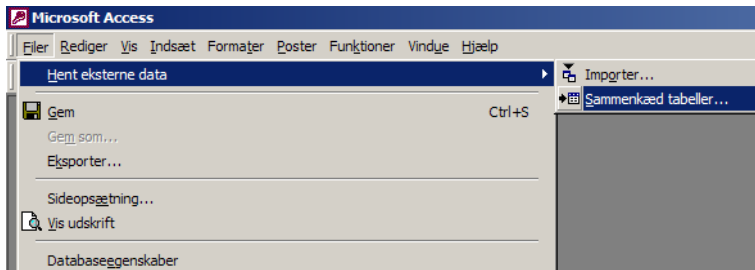 Microsoft Access
Filer Rediger Vis Indsæt Formater Poster Funktioner Vindue Hjælp
Hent eksterne data
Importer...
Sammenkæd tabeller...
Gem Ctrl+S
Gem som...
Eksporter...
Sideopsætning...
Vis udskrift
Databaseegenskaber